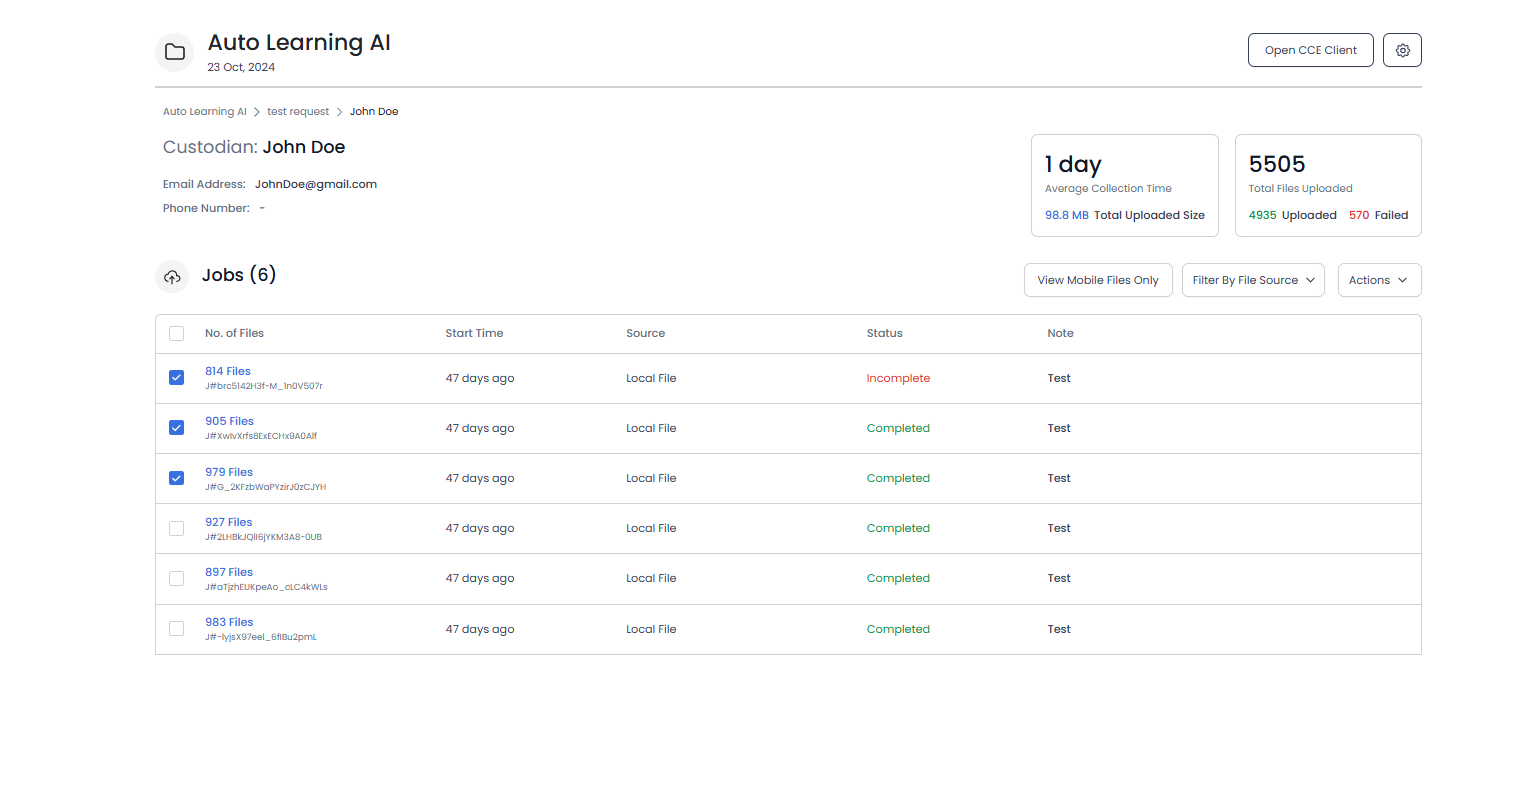 Auto Learning AI
23 Oct, 2024
Open CCE Client
Auto Learning AI > test request > John Doe
Custodian: John Doe
Email Address: JohnDoe@gmail.com
Phone Number: -
1 day
Average Collection Time
98.8 MB Total Uploaded Size
5505
Total Files Uploaded
4935 Uploaded 570 Failed
Jobs (6)
View Mobile Files Only
Filter By File Source
Actions
No. of Files Start Time Source Status Note
814 Files 47 days ago Local File Incomplete Test
J#brc5142H3f-M_1n0V507r
905 Files 47 days ago Local File Completed Test
979 Files 47 days ago Local File Completed Test
J#G_2KFzbWaPYzirJ0zCJYH
927 Files 47 days ago Local File Completed Test
897 Files 47 days ago Local File Completed Test
J#aTjzhEUKpeAo_cLC4kWLs
983 Files 47 days ago Local File Completed Test